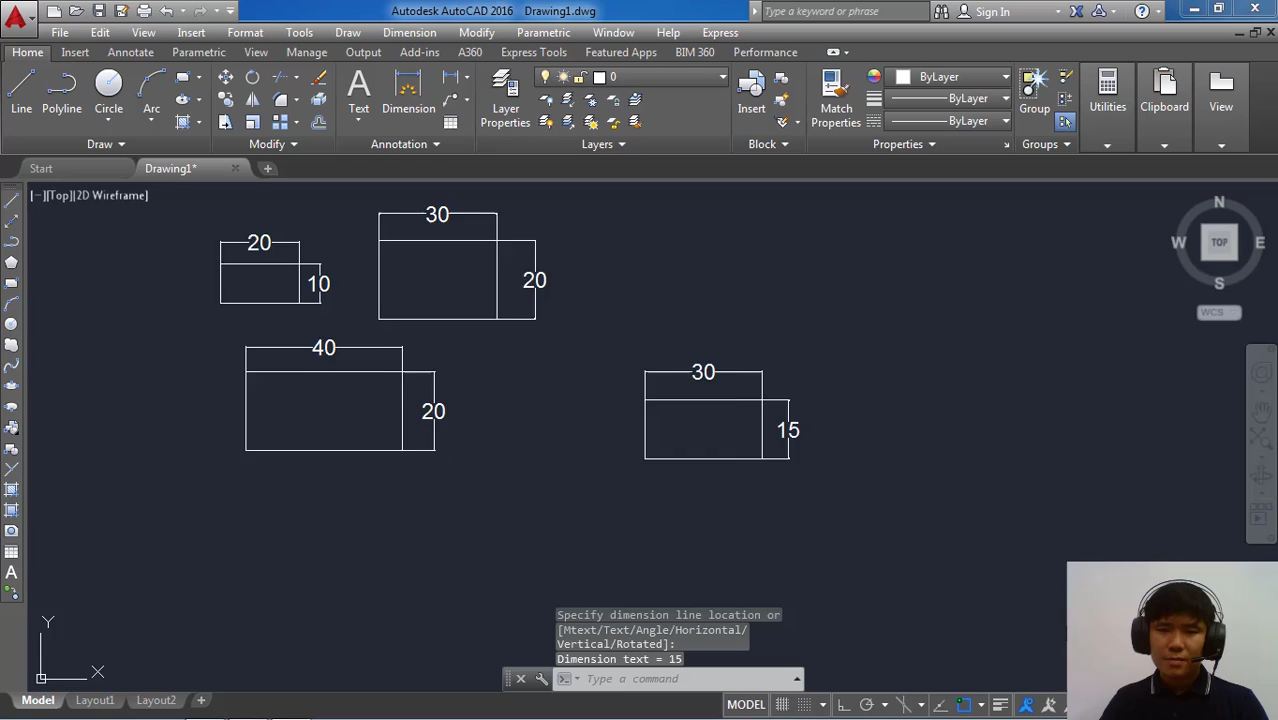 Autodesk AutoCAD 2016 Drawing1.dwg
Type a keyword or phrase
Sign In
File Edit View Insert Format Tools Draw Dimension Modify Parametric Window Help Express
Home Insert Annotate Parametric View Manage Output Add-ins A360 Express Tools Featured Apps BIM 360 Performance
Line Polyline Circle Arc
Text Dimension
Layer Properties
0
Insert
Match Properties
ByLayer
ByLayer
ByLayer
Group
Utilities Clipboard View
Draw Modify Annotation Layers Block Properties Groups
Start Drawing1*
[−][Top][2D Wireframe]
N
W TOP E
S
WCS
30
20
10
20
40
20
30
15
Specify dimension line location or
[Mtext/Text/Angle/Horizontal/
Vertical/Rotated]:
Dimension text = 15
Type a command
Y
X
Model Layout1 Layout2
MODEL